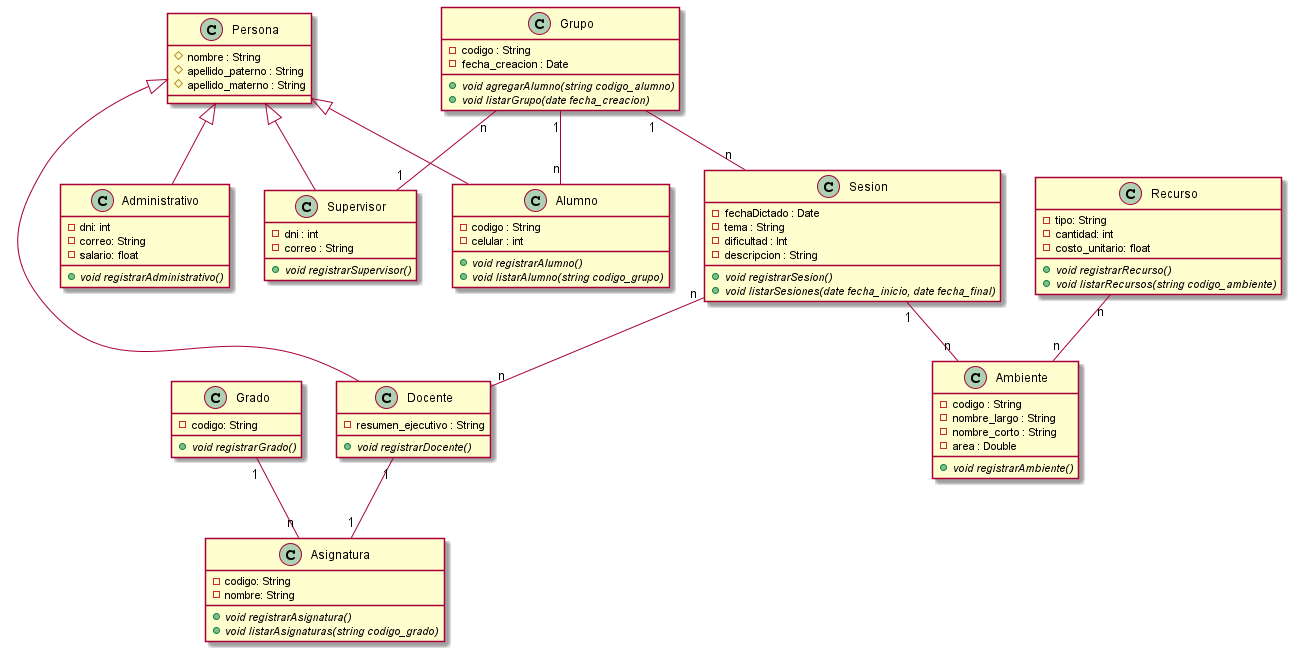 C Persona
nombre : String
apellido_paterno : String
apellido_materno : String
C Grupo
codigo : String
fecha_creacion : Date
void agregarAlumno(string codigo_alumno)
void listarGrupo(date fecha_creacion)
n
1
1
1
n
n
C Administrativo
dni: int
correo: String
salario: float
void registrarAdministrativo()
C Supervisor
dni : int
correo : String
void registrarSupervisor()
C Alumno
codigo : String
celular : int
void registrarAlumno()
void listarAlumno(string codigo_grupo)
C Sesion
fechaDictado : Date
tema : String
dificultad : Int
descripcion : String
void registrarSesion()
void listarSesiones(date fecha_inicio, date fecha_final)
C Recurso
tipo: String
cantidad: int
costo_unitario: float
void registrarRecurso()
void listarRecursos(string codigo_ambiente)
n
1
n
n
n
n
C Grado
codigo: String
void registrarGrado()
C Docente
resumen_ejecutivo : String
void registrarDocente()
C Ambiente
codigo : String
nombre_largo : String
nombre_corto : String
area : Double
void registrarAmbiente()
1
1
n
1
C Asignatura
codigo: String
nombre: String
void registrarAsignatura()
void listarAsignaturas(string codigo_grado)